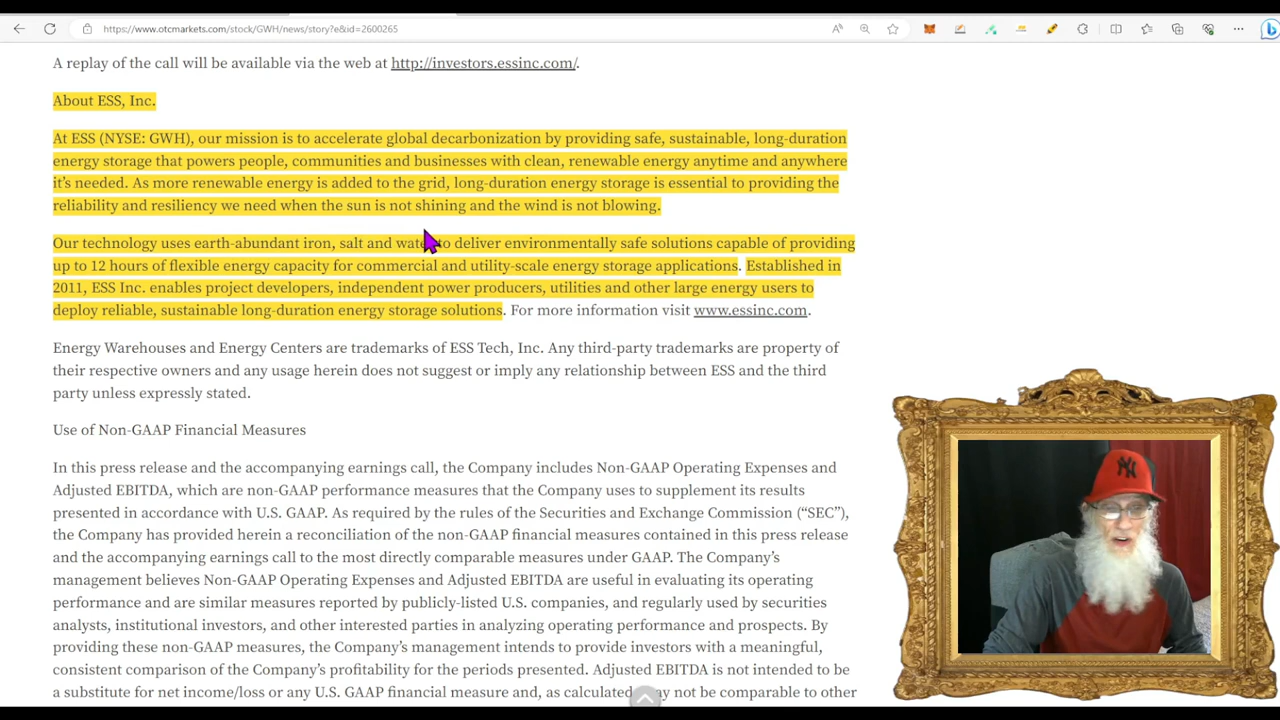 https://www.otcmarkets.com/stock/GWH/news/story?e&id=2600265
A replay of the call will be available via the web at http://investors.essinc.com/.
About ESS, Inc.
At ESS (NYSE: GWH), our mission is to accelerate global decarbonization by providing safe, sustainable, long-duration
energy storage that powers people, communities and businesses with clean, renewable energy anytime and anywhere
it’s needed. As more renewable energy is added to the grid, long-duration energy storage is essential to providing the
reliability and resiliency we need when the sun is not shining and the wind is not blowing.
Our technology uses earth-abundant iron, salt and water to deliver environmentally safe solutions capable of providing
up to 12 hours of flexible energy capacity for commercial and utility-scale energy storage applications. Established in
2011, ESS Inc. enables project developers, independent power producers, utilities and other large energy users to
deploy reliable, sustainable long-duration energy storage solutions. For more information visit www.essinc.com.
Energy Warehouses and Energy Centers are trademarks of ESS Tech, Inc. Any third-party trademarks are property of
their respective owners and any usage herein does not suggest or imply any relationship between ESS and the third
party unless expressly stated.
Use of Non-GAAP Financial Measures
In this press release and the accompanying earnings call, the Company includes Non-GAAP Operating Expenses and
Adjusted EBITDA, which are non-GAAP performance measures that the Company uses to supplement its results
presented in accordance with U.S. GAAP. As required by the rules of the Securities and Exchange Commission (“SEC”),
the Company has provided herein a reconciliation of the non-GAAP financial measures contained in this press release
and the accompanying earnings call to the most directly comparable measures under GAAP. The Company’s
management believes Non-GAAP Operating Expenses and Adjusted EBITDA are useful in evaluating its operating
performance and are similar measures reported by publicly-listed U.S. companies, and regularly used by securities
analysts, institutional investors, and other interested parties in analyzing operating performance and prospects. By
providing these non-GAAP measures, the Company’s management intends to provide investors with a meaningful,
consistent comparison of the Company’s profitability for the periods presented. Adjusted EBITDA is not intended to be
a substitute for net income/loss or any U.S. GAAP financial measure and, as calculated, may not be comparable to other
NY